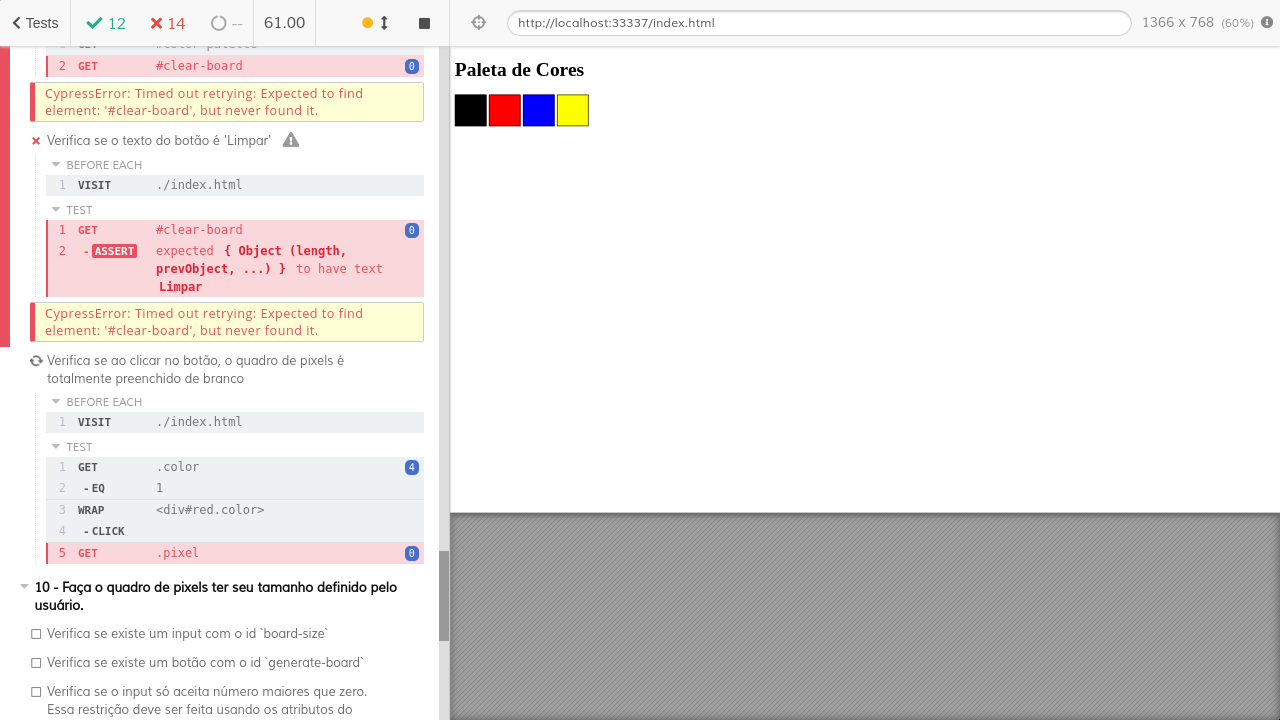 Tests 12 14 -- 61.00 http://localhost:33337/index.html 1366 x 768 (60%)
2 GET #clear-board 0
CypressError: Timed out retrying: Expected to find
element: '#clear-board', but never found it.
Verifica se o texto do botão é 'Limpar'
BEFORE EACH
1 VISIT ./index.html
TEST
1 GET #clear-board 0
2 -ASSERT expected { Object (length,
prevObject, ...) } to have text
Limpar
CypressError: Timed out retrying: Expected to find
element: '#clear-board', but never found it.
Verifica se ao clicar no botão, o quadro de pixels é
totalmente preenchido de branco
BEFORE EACH
1 VISIT ./index.html
TEST
1 GET .color 4
2 -EQ 1
3 WRAP <div#red.color>
4 -CLICK
5 GET .pixel 0
10 - Faça o quadro de pixels ter seu tamanho definido pelo
usuário.
Verifica se existe um input com o id `board-size`
Verifica se existe um botão com o id `generate-board`
Verifica se o input só aceita número maiores que zero.
Essa restrição deve ser feita usando os atributos do
Paleta de Cores